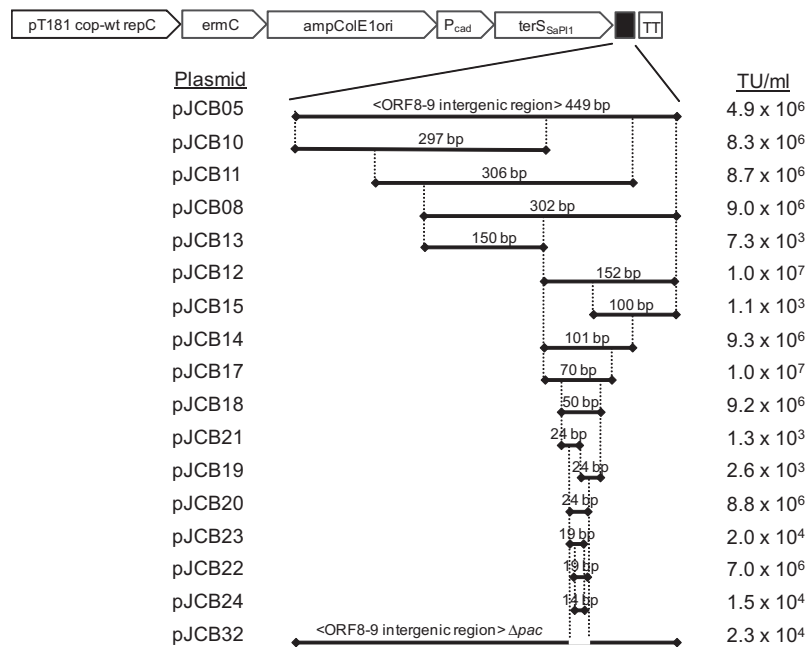 pT181 cop-wt repC ermC ampColE1ori Pcad terSSaPI1 TT
Plasmid TU/ml
pJCB05 <ORF8-9 intergenic region> 449 bp 4.9 x 10⁶
pJCB10 297 bp 8.3 x 10⁶
pJCB11 306 bp 8.7 x 10⁶
pJCB08 302 bp 9.0 x 10⁶
pJCB13 150 bp 7.3 x 10³
pJCB12 152 bp 1.0 x 10⁷
pJCB15 100 bp 1.1 x 10³
pJCB14 101 bp 9.3 x 10⁶
pJCB17 70 bp 1.0 x 10⁷
pJCB18 50 bp 9.2 x 10⁶
pJCB21 24 bp 1.3 x 10³
pJCB19 24 bp 2.6 x 10³
pJCB20 24 bp 8.8 x 10⁶
pJCB23 19 bp 2.0 x 10⁴
pJCB22 19 bp 7.0 x 10⁶
pJCB24 14 bp 1.5 x 10⁴
pJCB32 <ORF8-9 intergenic region> Δpac 2.3 x 10⁴